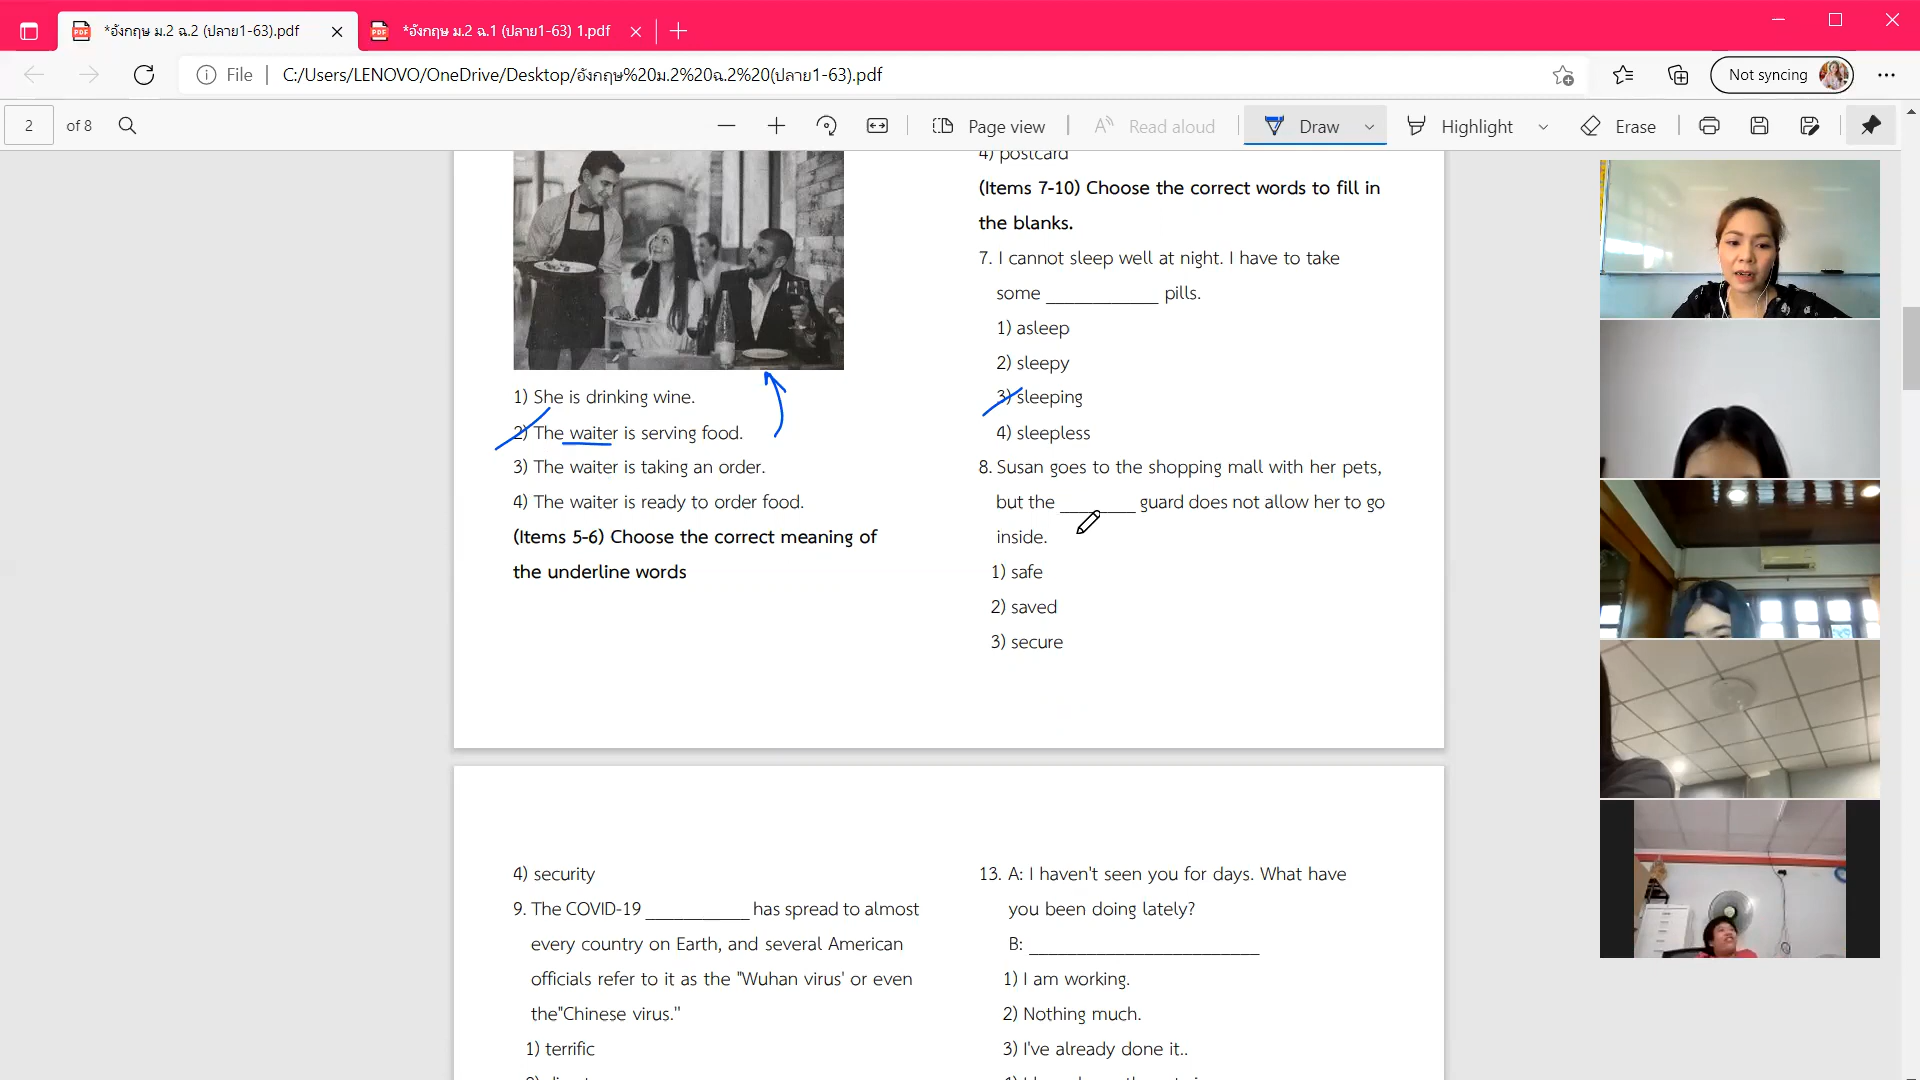 *อังกฤษ ม.2 ฉ.2 (ปลาย1-63).pdf
*อังกฤษ ม.2 ฉ.1 (ปลาย1-63) 1.pdf
File
C:/Users/LENOVO/OneDrive/Desktop/อังกฤษ%20ม.2%20ฉ.2%20(ปลาย1-63).pdf
Not syncing
2 of 8
Page view
Read aloud
Draw
Highlight
Erase
1) She is drinking wine.
2) The waiter is serving food.
3) The waiter is taking an order.
4) The waiter is ready to order food.
(Items 5-6) Choose the correct meaning of
the underline words
4) postcard
(Items 7-10) Choose the correct words to fill in
the blanks.
7. I cannot sleep well at night. I have to take
some ____________ pills.
1) asleep
2) sleepy
3) sleeping
4) sleepless
8. Susan goes to the shopping mall with her pets,
but the ________ guard does not allow her to go
inside.
1) safe
2) saved
3) secure
4) security
9. The COVID-19 ___________ has spread to almost
every country on Earth, and several American
officials refer to it as the "Wuhan virus' or even
the"Chinese virus."
1) terrific
13. A: I haven't seen you for days. What have
you been doing lately?
B: ________________________
1) I am working.
2) Nothing much.
3) I've already done it..